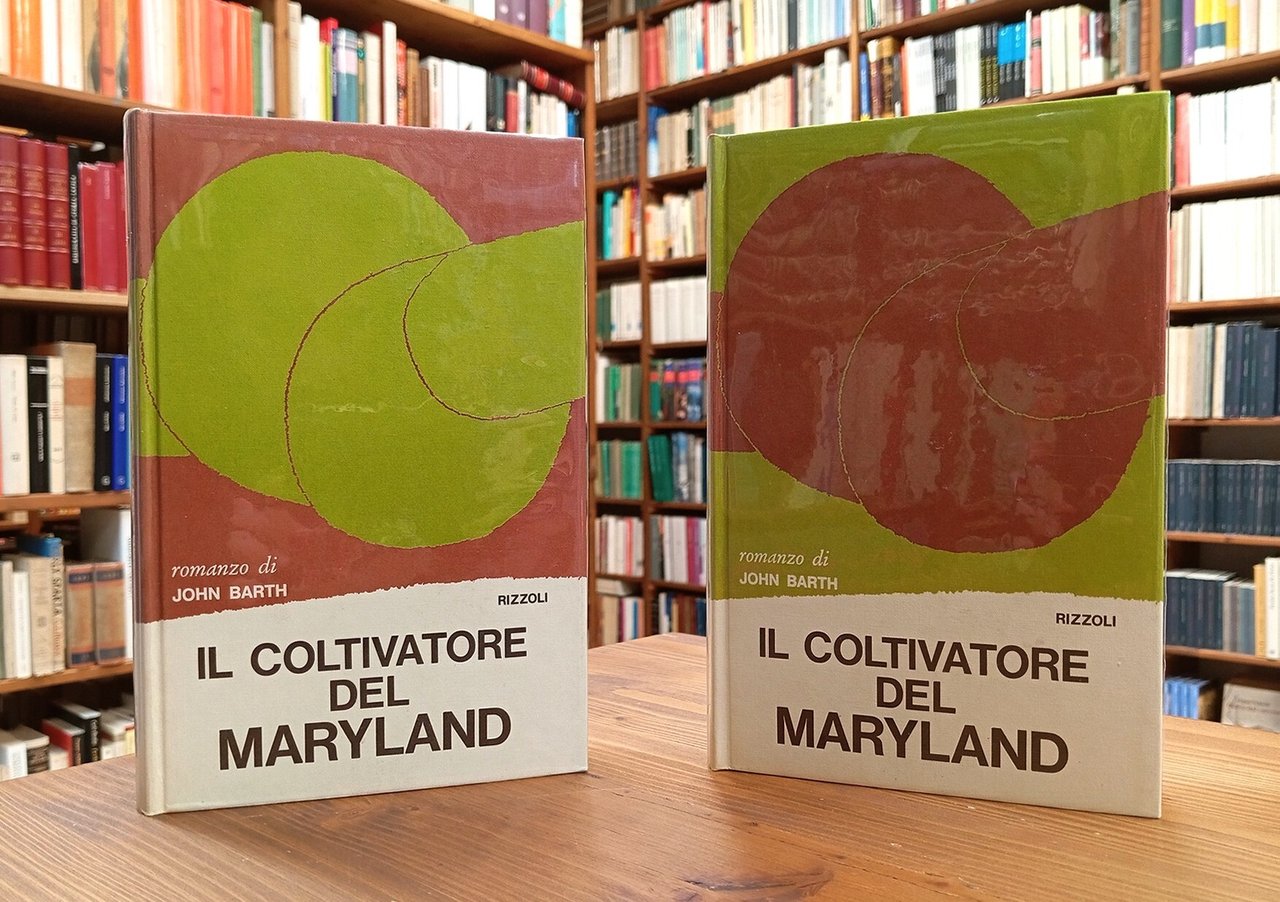 romanzo di
JOHN BARTH
RIZZOLI
IL COLTIVATORE
DEL
MARYLAND
romanzo di
JOHN BARTH
RIZZOLI
IL COLTIVATORE
DEL
MARYLAND